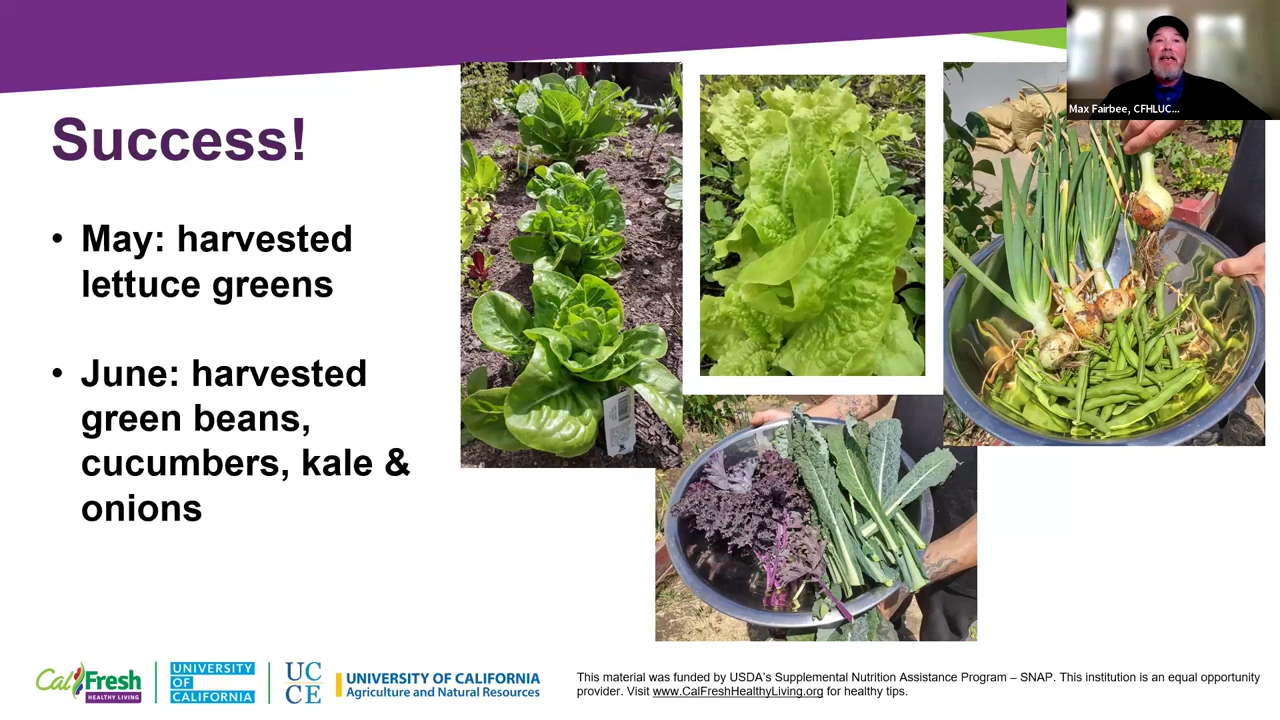 Max Fairbee, CFHLUC...
Success!
• May: harvested
lettuce greens
• June: harvested
green beans,
cucumbers, kale &
onions
CalFresh
HEALTHY LIVING
UNIVERSITY
OF
CALIFORNIA
UC
CE
UNIVERSITY OF CALIFORNIA
Agriculture and Natural Resources
This material was funded by USDA’s Supplemental Nutrition Assistance Program – SNAP. This institution is an equal opportunity
provider. Visit www.CalFreshHealthyLiving.org for healthy tips.